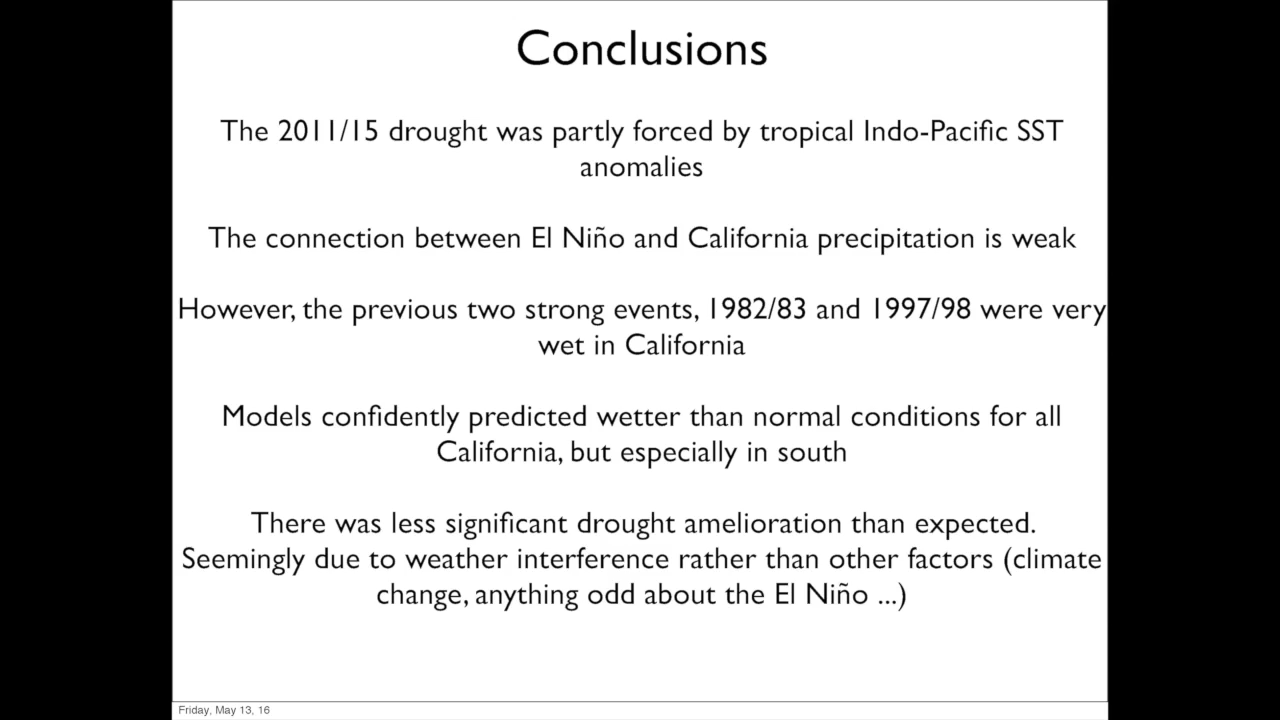 Conclusions
The 2011/15 drought was partly forced by tropical Indo-Pacific SST
anomalies
The connection between El Niño and California precipitation is weak
However, the previous two strong events, 1982/83 and 1997/98 were very
wet in California
Models confidently predicted wetter than normal conditions for all
California, but especially in south
There was less significant drought amelioration than expected.
Seemingly due to weather interference rather than other factors (climate
change, anything odd about the El Niño ...)
Friday, May 13, 16